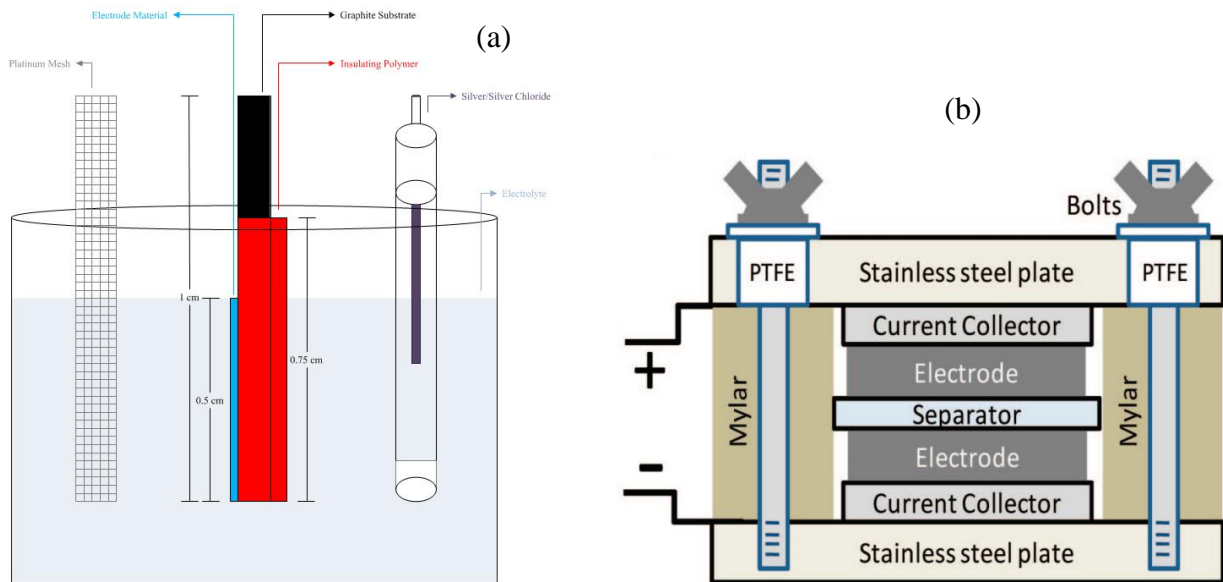 Electrode Material
Graphite Substrate
(a)
Platinum Mesh
Insulating Polymer
Silver/Silver Chloride
Electrolyte
1 cm
0.75 cm
0.5 cm
(b)
Bolts
PTFE
Stainless steel plate
PTFE
Current Collector
+
Electrode
Mylar
Separator
Mylar
Electrode
-
Current Collector
Stainless steel plate